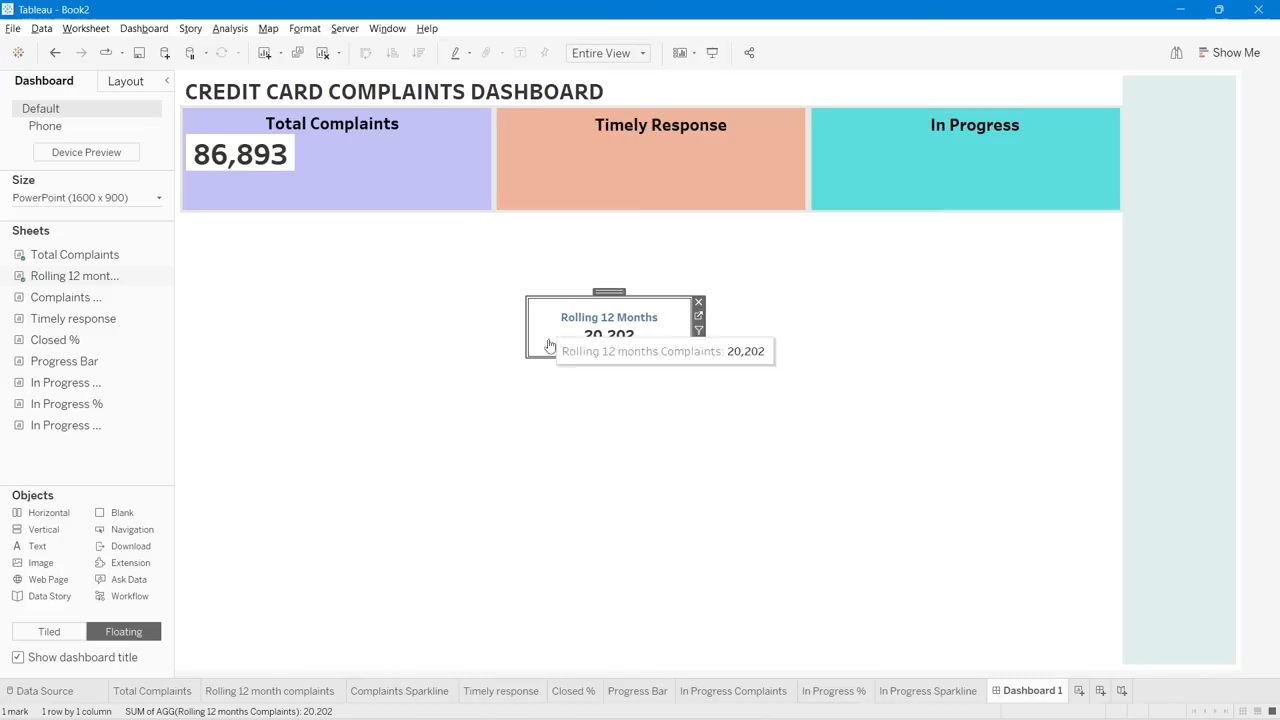 Tableau - Book2
File Data Worksheet Dashboard Story Analysis Map Format Server Window Help
Entire View
Show Me
Dashboard Layout
Default
Phone
Device Preview
Size
PowerPoint (1600 x 900)
Sheets
Total Complaints
Rolling 12 mont...
Complaints ...
Timely response
Closed %
Progress Bar
In Progress ...
In Progress %
In Progress ...
Objects
Horizontal Blank
Vertical Navigation
Text Download
Image Extension
Web Page Ask Data
Data Story Workflow
Tiled Floating
Show dashboard title
CREDIT CARD COMPLAINTS DASHBOARD
Total Complaints
86,893
Timely Response
In Progress
Rolling 12 Months
20,202
Rolling 12 months Complaints: 20,202
Data Source Total Complaints Rolling 12 month complaints Complaints Sparkline Timely response Closed % Progress Bar In Progress Complaints In Progress % In Progress Sparkline Dashboard 1
1 mark 1 row by 1 column SUM of AGG(Rolling 12 months Complaints): 20.202